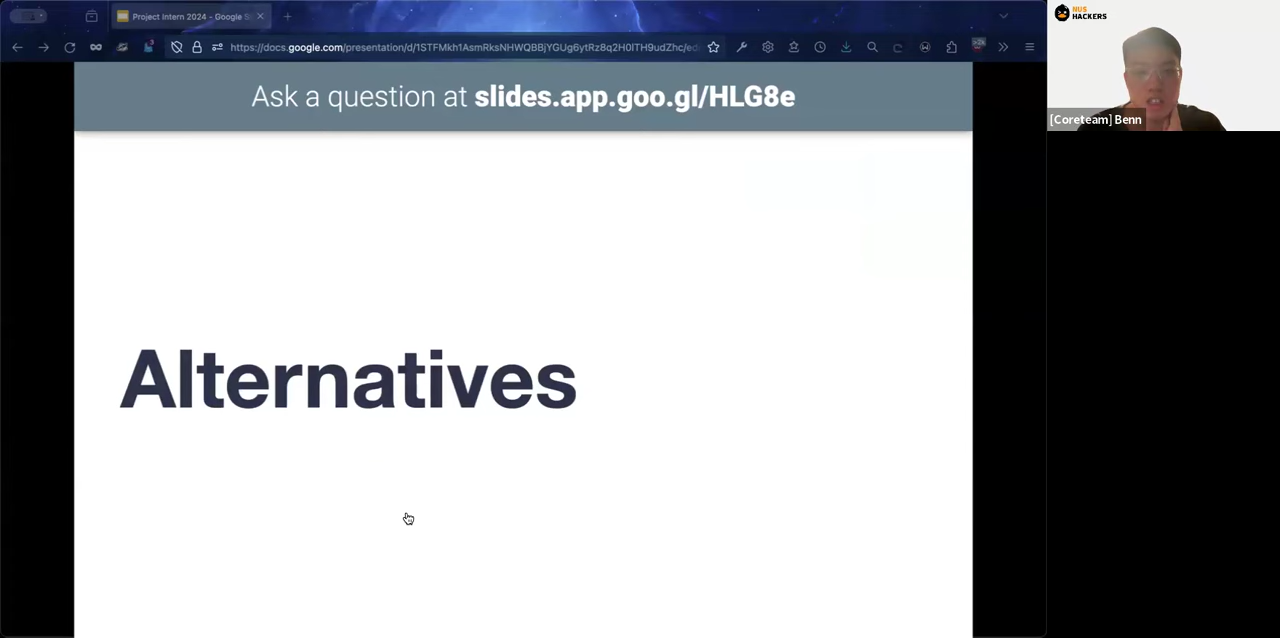 Project Intern 2024 - Google S
https://docs.google.com/presentation/d/1STFMkh1AsmRksNHWQBBjYGUg6ytRz8q2H0lTH9udZhc/ed
NUS
HACKERS
[Coreteam] Benn
Ask a question at slides.app.goo.gl/HLG8e
Alternatives